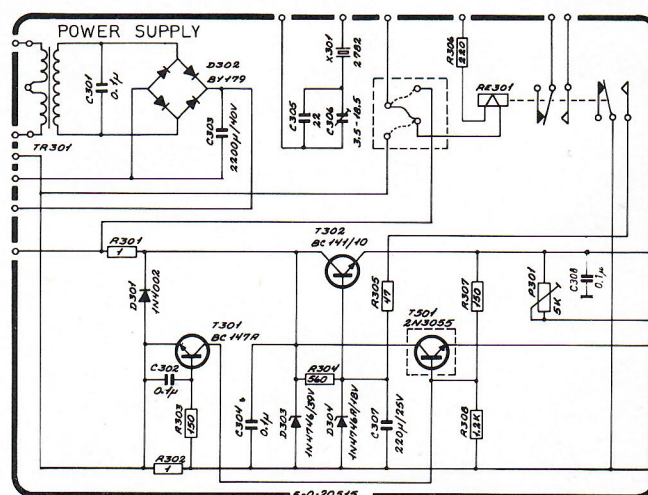 POWER SUPPLY
TR301
C301
0.1µ
D302
BY179
C303
2200µ/40V
X301
2782
C305
22
C306
3.5-18.5
R306
220
RE301
R301
1
D301
1N4002
T301
BC147A
C302
0.1µ
R303
150
R302
1
T302
BC141/10
C304
0.1µ
R304
560
D303
1N4746/39V
D304
1N4746A/18V
R305
47
C307
220µ/25V
T501
2N3055
R307
150
R308
1.2K
P301
5K
C308
0.1µ